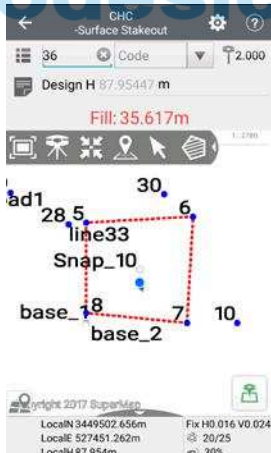 CHC
-Surface Stakeout
36 Code 2.000
Design H 87.95447 m
Fill: 35.617m
30
ad1
28 5 6
line33
Snap_10
base_1 8 7 10
base_2
Copyright 2017 SuperMap
LocalN 3449502.656m Fix H0.016 V0.024
LocalE 527451.262m 20/25
LocalH 87.954m 30%